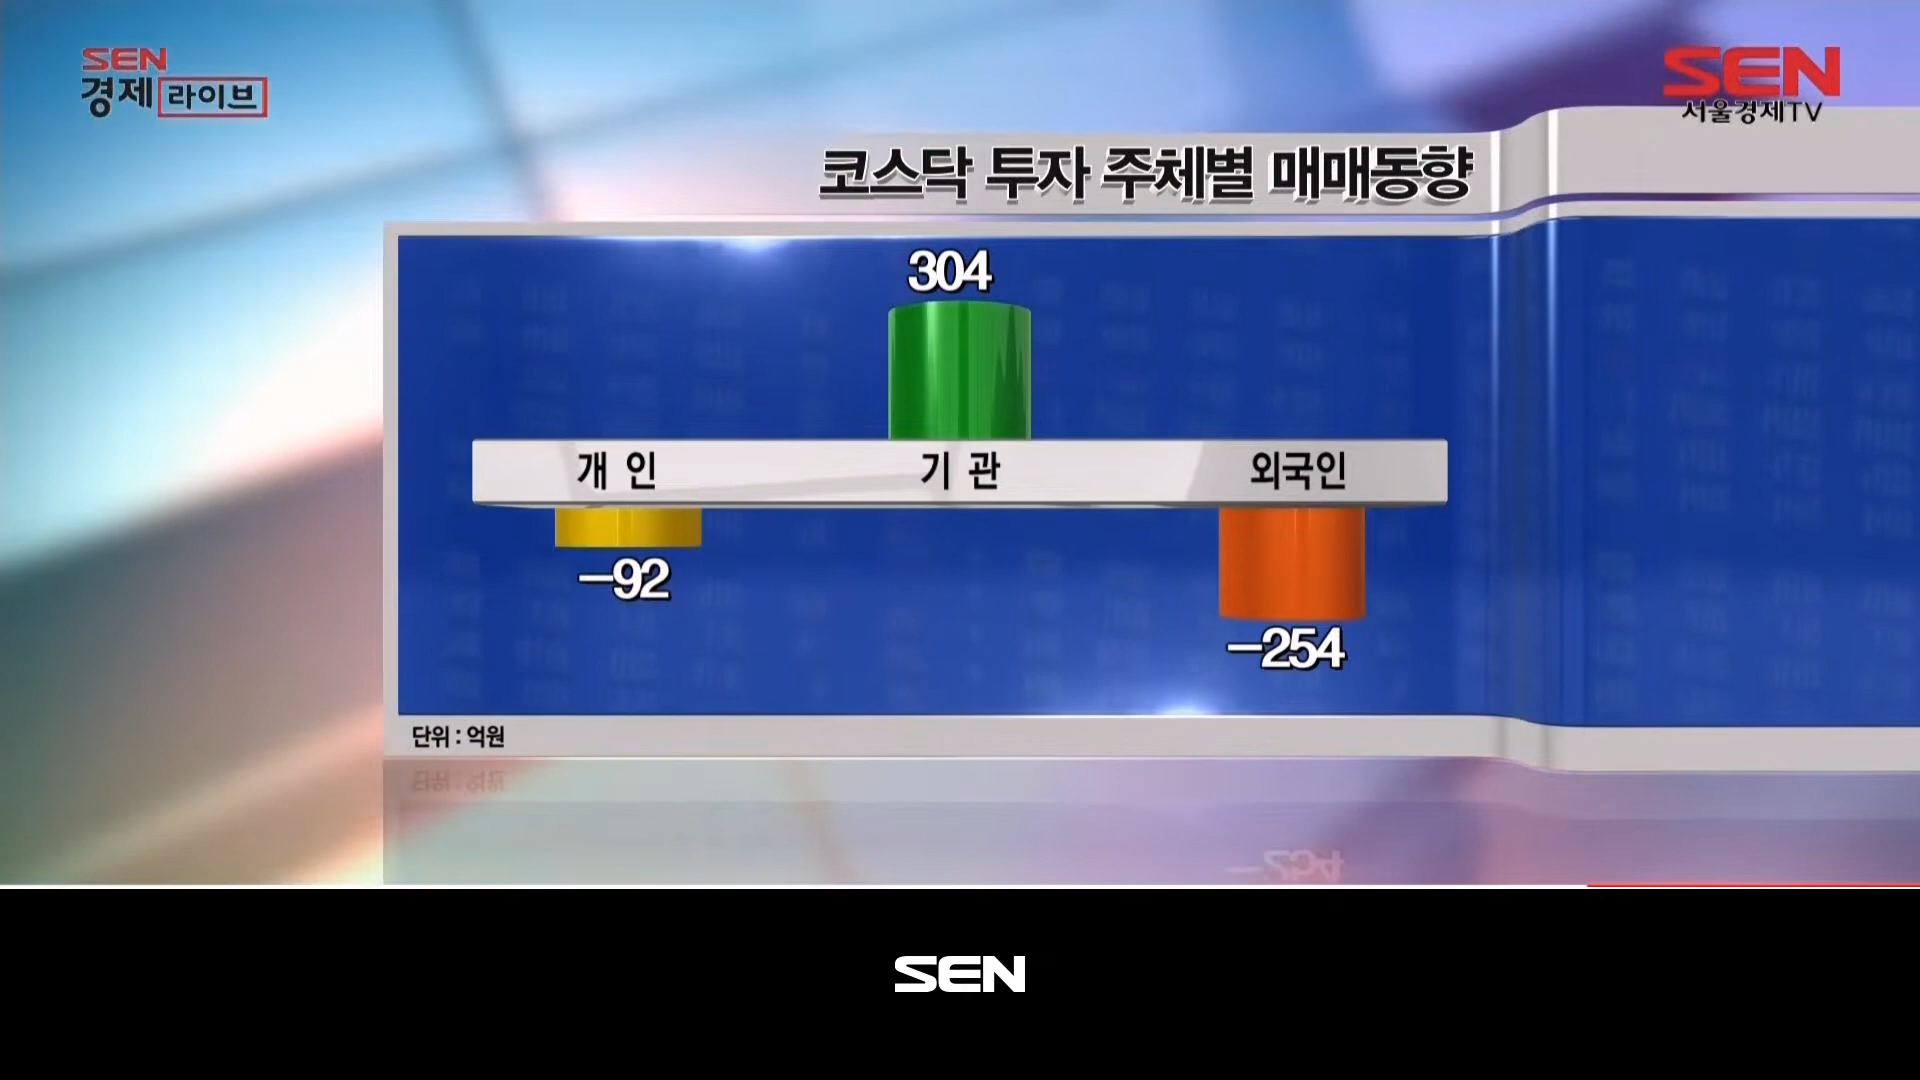 SEN
경제 라이브
SEN
서울경제TV
코스닥 투자 주체별 매매동향
304
개 인 기 관 외국인
-92
-254
단위 : 억원
SEN